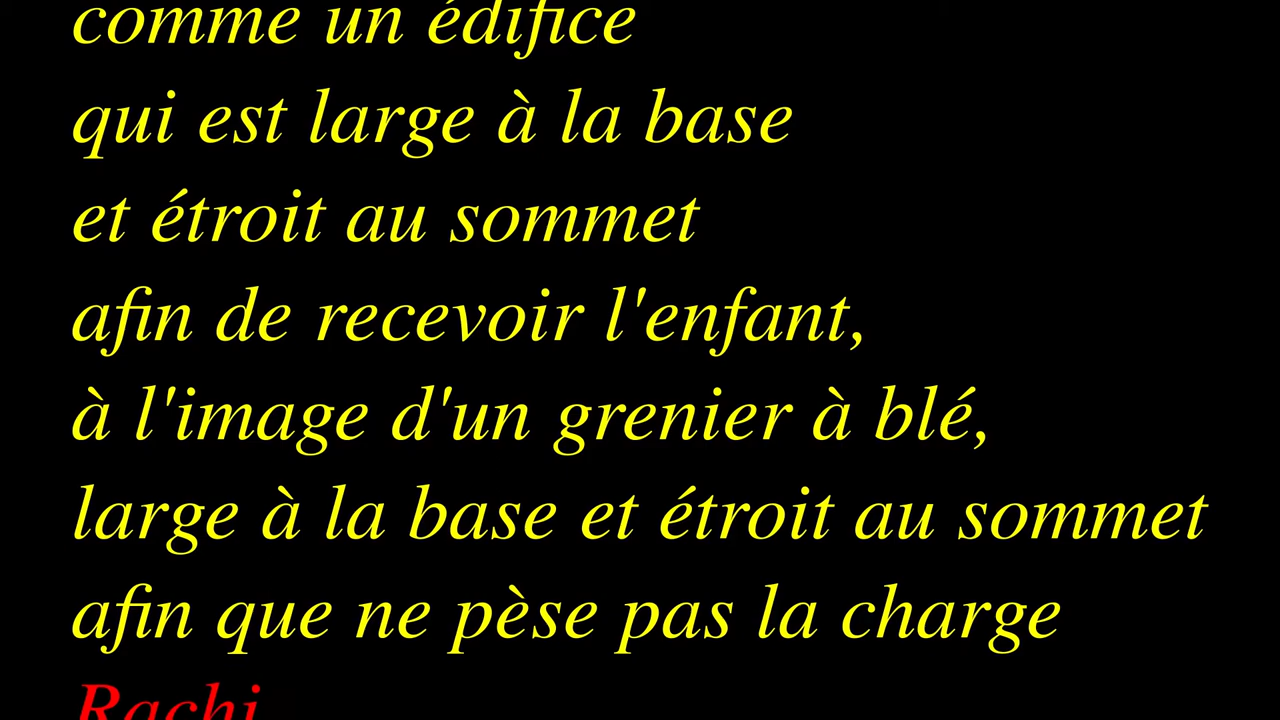 comme un édifice
qui est large à la base
et étroit au sommet
afin de recevoir l'enfant,
à l'image d'un grenier à blé,
large à la base et étroit au sommet
afin que ne pèse pas la charge
Rachi